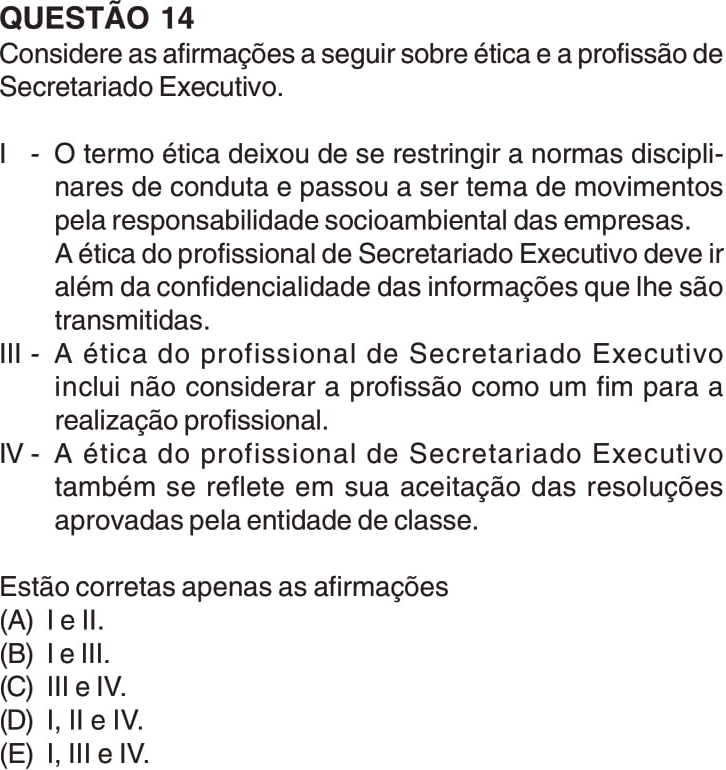 QUESTÃO 14
Considere as afirmações a seguir sobre ética e a profissão de
Secretariado Executivo.
I - O termo ética deixou de se restringir a normas discipli-
nares de conduta e passou a ser tema de movimentos
pela responsabilidade socioambiental das empresas.
A ética do profissional de Secretariado Executivo deve ir
além da confidencialidade das informações que lhe são
transmitidas.
III - A ética do profissional de Secretariado Executivo
inclui não considerar a profissão como um fim para a
realização profissional.
IV - A ética do profissional de Secretariado Executivo
também se reflete em sua aceitação das resoluções
aprovadas pela entidade de classe.
Estão corretas apenas as afirmações
(A) I e II.
(B) I e III.
(C) III e IV.
(D) I, II e IV.
(E) I, III e IV.